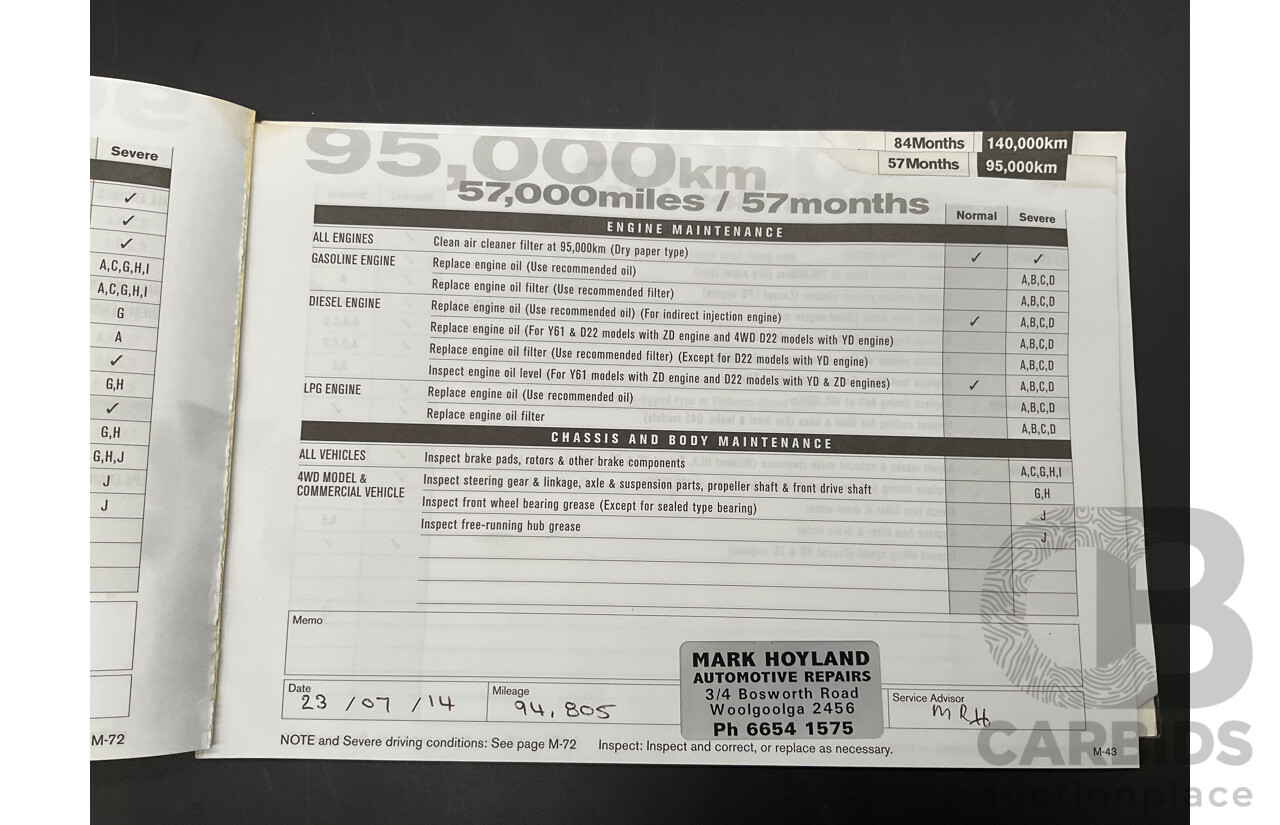 Severe
✓
✓
✓
A,C,G,H,I
A,C,G,H,I
G
A
✓
G,H
✓
G,H
G,H,J
J
J
M-72
84Months 140,000km
57Months 95,000km
95,000km
57,000miles / 57months
Normal Severe
ENGINE MAINTENANCE
ALL ENGINES Clean air cleaner filter at 95,000km (Dry paper type) ✓ ✓
GASOLINE ENGINE Replace engine oil (Use recommended oil) A,B,C,D
Replace engine oil filter (Use recommended filter) A,B,C,D
DIESEL ENGINE Replace engine oil (Use recommended oil) (For indirect injection engine) ✓ A,B,C,D
Replace engine oil (For Y61 & D22 models with ZD engine and 4WD D22 models with YD engine) A,B,C,D
Replace engine oil filter (Use recommended filter) (Except for D22 models with YD engine) A,B,C,D
Inspect engine oil level (For Y61 models with ZD engine and D22 models with YD & ZD engines) ✓ A,B,C,D
LPG ENGINE Replace engine oil (Use recommended oil) A,B,C,D
Replace engine oil filter A,B,C,D
CHASSIS AND BODY MAINTENANCE
ALL VEHICLES Inspect brake pads, rotors & other brake components A,C,G,H,I
4WD MODEL & COMMERCIAL VEHICLE Inspect steering gear & linkage, axle & suspension parts, propeller shaft & front drive shaft G,H
Inspect front wheel bearing grease (Except for sealed type bearing) J
Inspect free-running hub grease J
Memo
MARK HOYLAND
AUTOMOTIVE REPAIRS
3/4 Bosworth Road
Woolgoolga 2456
Ph 6654 1575
Date 23 / 07 / 14
Mileage 94,805
Service Advisor MRH
NOTE and Severe driving conditions: See page M-72 Inspect: Inspect and correct, or replace as necessary.
M-43
CB
CARBIDS
auctionplace